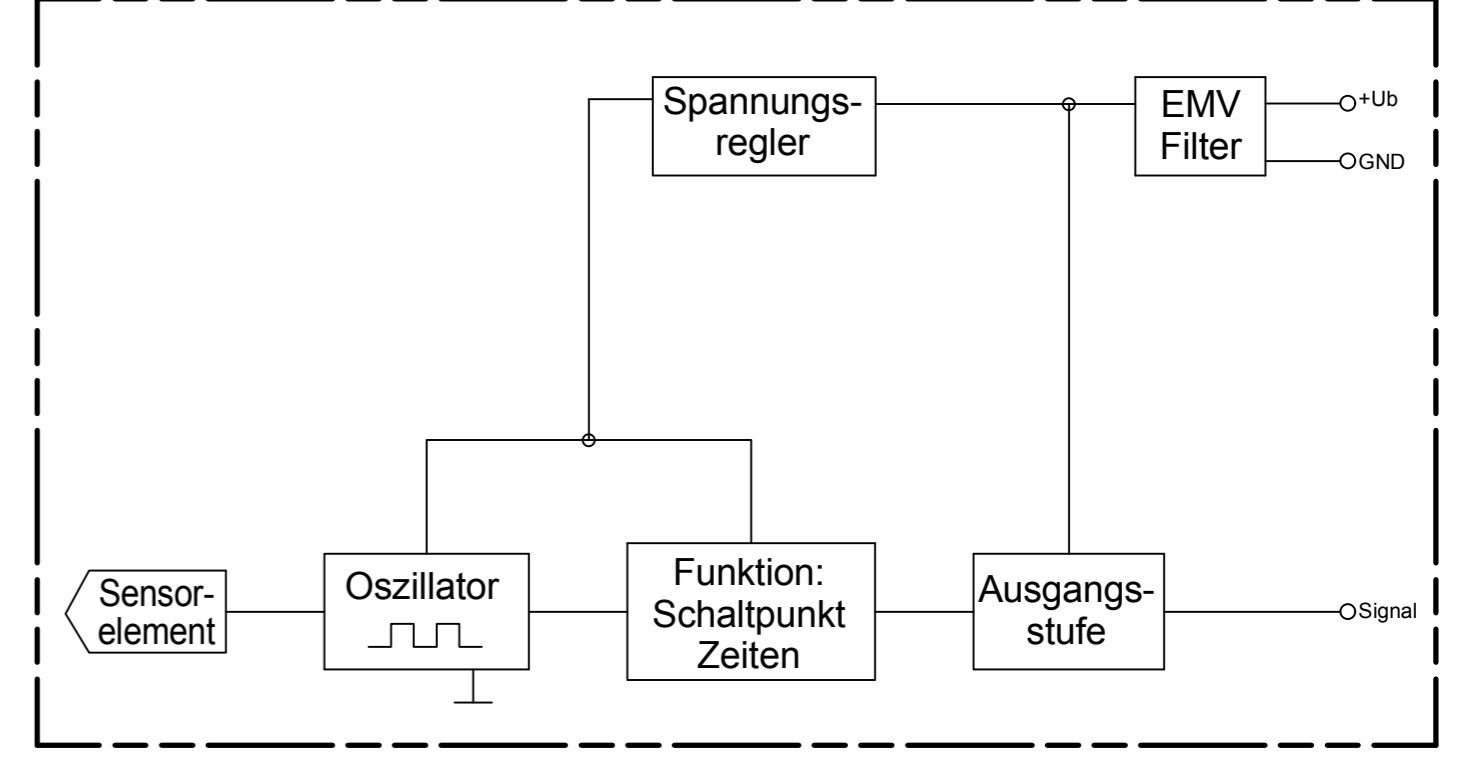 Spannungs-
regler
EMV
Filter
+Ub
GND
Sensor-
element
Oszillator
Funktion:
Schaltpunkt
Zeiten
Ausgangs-
stufe
Signal